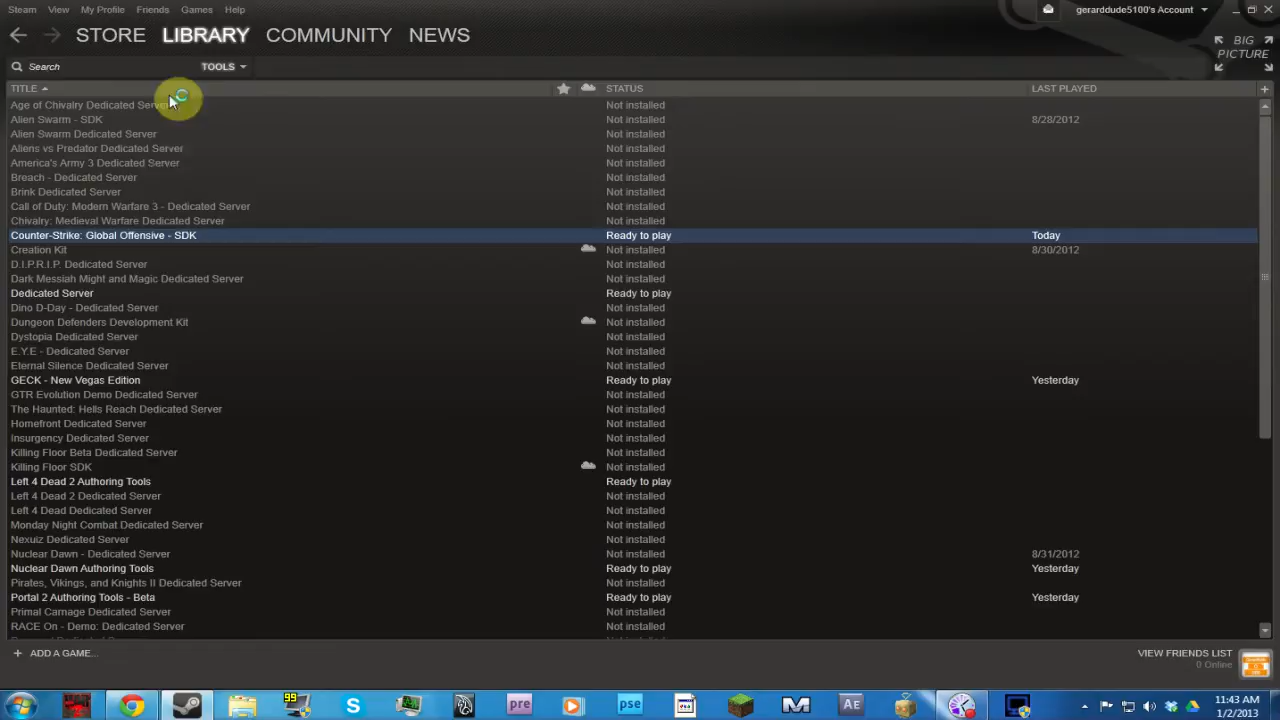 Steam View My Profile Friends Games Help gerarddude5100's Account
STORE LIBRARY COMMUNITY NEWS BIG PICTURE
Search TOOLS
TITLE STATUS LAST PLAYED
Age of Chivalry Dedicated Server Not installed
Alien Swarm - SDK Not installed 8/28/2012
Alien Swarm Dedicated Server Not installed
Aliens vs Predator Dedicated Server Not installed
America's Army 3 Dedicated Server Not installed
Breach - Dedicated Server Not installed
Brink Dedicated Server Not installed
Call of Duty: Modern Warfare 3 - Dedicated Server Not installed
Chivalry: Medieval Warfare Dedicated Server Not installed
Counter-Strike: Global Offensive - SDK Ready to play Today
Creation Kit Not installed 8/30/2012
D.I.P.R.I.P. Dedicated Server Not installed
Dark Messiah Might and Magic Dedicated Server Not installed
Dedicated Server Ready to play
Dino D-Day - Dedicated Server Not installed
Dungeon Defenders Development Kit Not installed
Dystopia Dedicated Server Not installed
E.Y.E - Dedicated Server Not installed
Eternal Silence Dedicated Server Not installed
GECK - New Vegas Edition Ready to play Yesterday
GTR Evolution Demo Dedicated Server Not installed
The Haunted: Hells Reach Dedicated Server Not installed
Homefront Dedicated Server Not installed
Insurgency Dedicated Server Not installed
Killing Floor Beta Dedicated Server Not installed
Killing Floor SDK Not installed
Left 4 Dead 2 Authoring Tools Ready to play
Left 4 Dead 2 Dedicated Server Not installed
Left 4 Dead Dedicated Server Not installed
Monday Night Combat Dedicated Server Not installed
Nexuiz Dedicated Server Not installed
Nuclear Dawn - Dedicated Server Not installed 8/31/2012
Nuclear Dawn Authoring Tools Ready to play Yesterday
Pirates, Vikings, and Knights II Dedicated Server Not installed
Portal 2 Authoring Tools - Beta Ready to play Yesterday
Primal Carnage Dedicated Server Not installed
RACE On - Demo: Dedicated Server Not installed
+ ADD A GAME... VIEW FRIENDS LIST
0 Online
99 S pre pse M AE 11:43 AM
1/2/2013